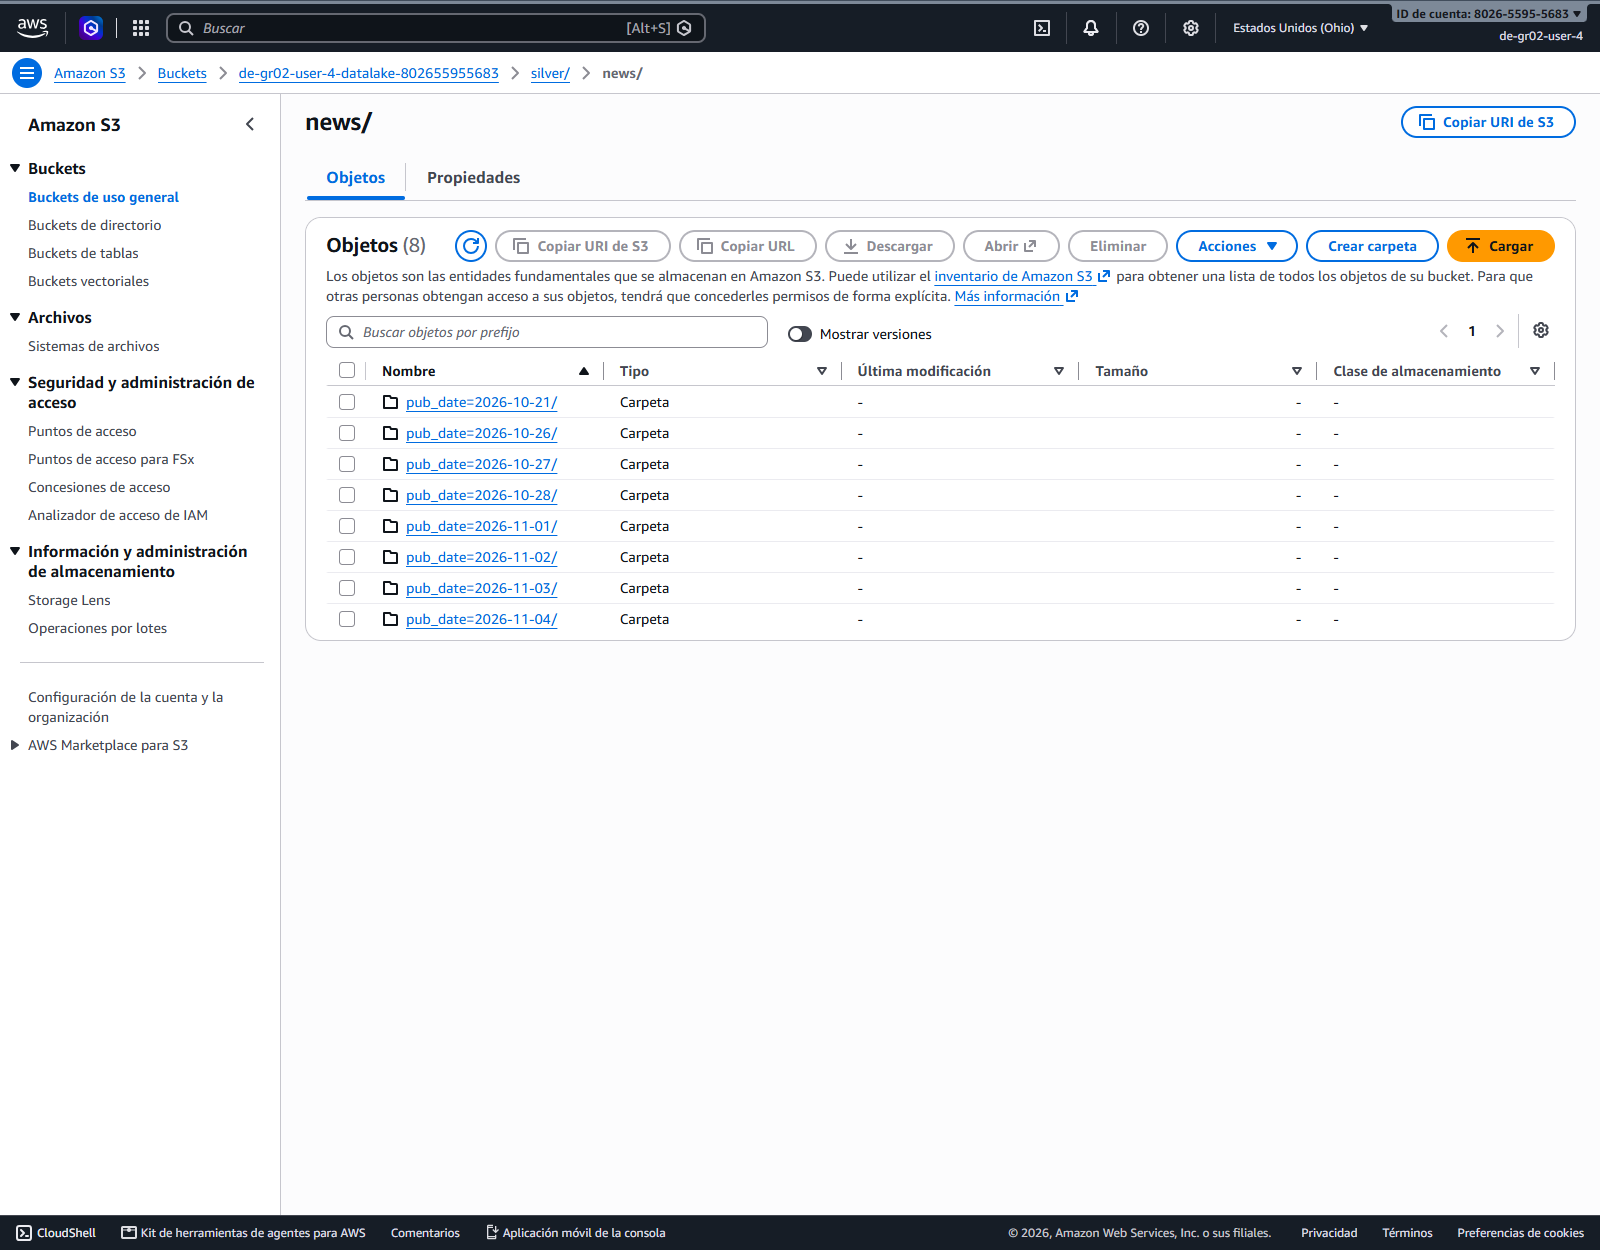 aws
Buscar
[Alt+S]
Estados Unidos (Ohio)
ID de cuenta: 8026-5595-5683
de-gr02-user-4
Amazon S3
Buckets
de-gr02-user-4-datalake-802655955683
silver/
news/
Amazon S3
Buckets
Buckets de uso general
Buckets de directorio
Buckets de tablas
Buckets vectoriales
Archivos
Sistemas de archivos
Seguridad y administración de
acceso
Puntos de acceso
Puntos de acceso para FSx
Concesiones de acceso
Analizador de acceso de IAM
Información y administración
de almacenamiento
Storage Lens
Operaciones por lotes
Configuración de la cuenta y la
organización
AWS Marketplace para S3
news/
Copiar URI de S3
Objetos
Propiedades
Objetos (8)
Copiar URI de S3
Copiar URL
Descargar
Abrir
Eliminar
Acciones
Crear carpeta
Cargar
Los objetos son las entidades fundamentales que se almacenan en Amazon S3. Puede utilizar el inventario de Amazon S3 para obtener una lista de todos los objetos de su bucket. Para que
otras personas obtengan acceso a sus objetos, tendrá que concederles permisos de forma explícita. Más información
Buscar objetos por prefijo
Mostrar versiones
1
Nombre Tipo Última modificación Tamaño Clase de almacenamiento
pub_date=2026-10-21/ Carpeta - - -
pub_date=2026-10-26/ Carpeta - - -
pub_date=2026-10-27/ Carpeta - - -
pub_date=2026-10-28/ Carpeta - - -
pub_date=2026-11-01/ Carpeta - - -
pub_date=2026-11-02/ Carpeta - - -
pub_date=2026-11-03/ Carpeta - - -
pub_date=2026-11-04/ Carpeta - - -
CloudShell
Kit de herramientas de agentes para AWS
Comentarios
Aplicación móvil de la consola
© 2026, Amazon Web Services, Inc. o sus filiales.
Privacidad
Términos
Preferencias de cookies